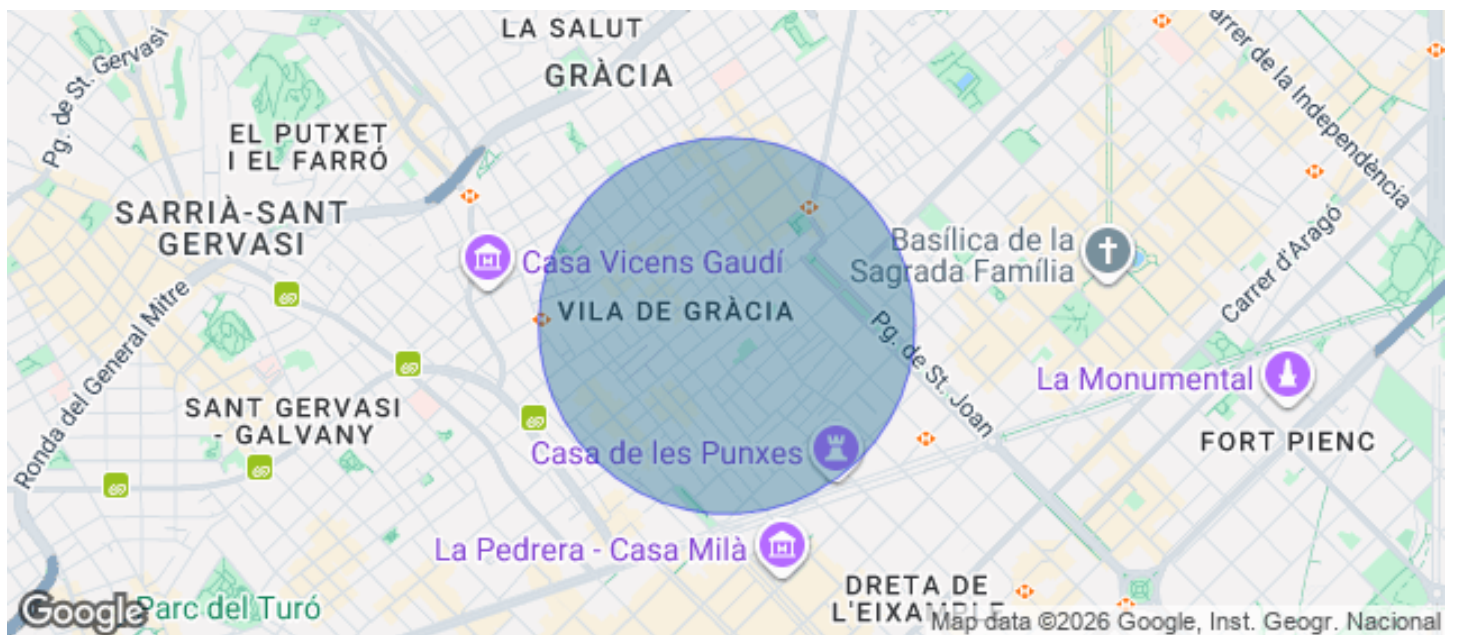 LA SALUT
GRÀCIA
Pg. de St. Gervasi
EL PUTXET
I EL FARRÓ
SARRIÀ-SANT
GERVASI
Carrer de la Independència
Basílica de la
Sagrada Família
Carrer d'Aragó
Casa Vicens Gaudí
VILA DE GRÀCIA
Ronda del General Mitre
Pg. de St. Joan
La Monumental
SANT GERVASI
- GALVANY
FORT PIENC
Casa de les Punxes
La Pedrera - Casa Milà
DRETA DE
L'EIXAMPLE
Google
Parc del Turó
Map data ©2026 Google, Inst. Geogr. Nacional